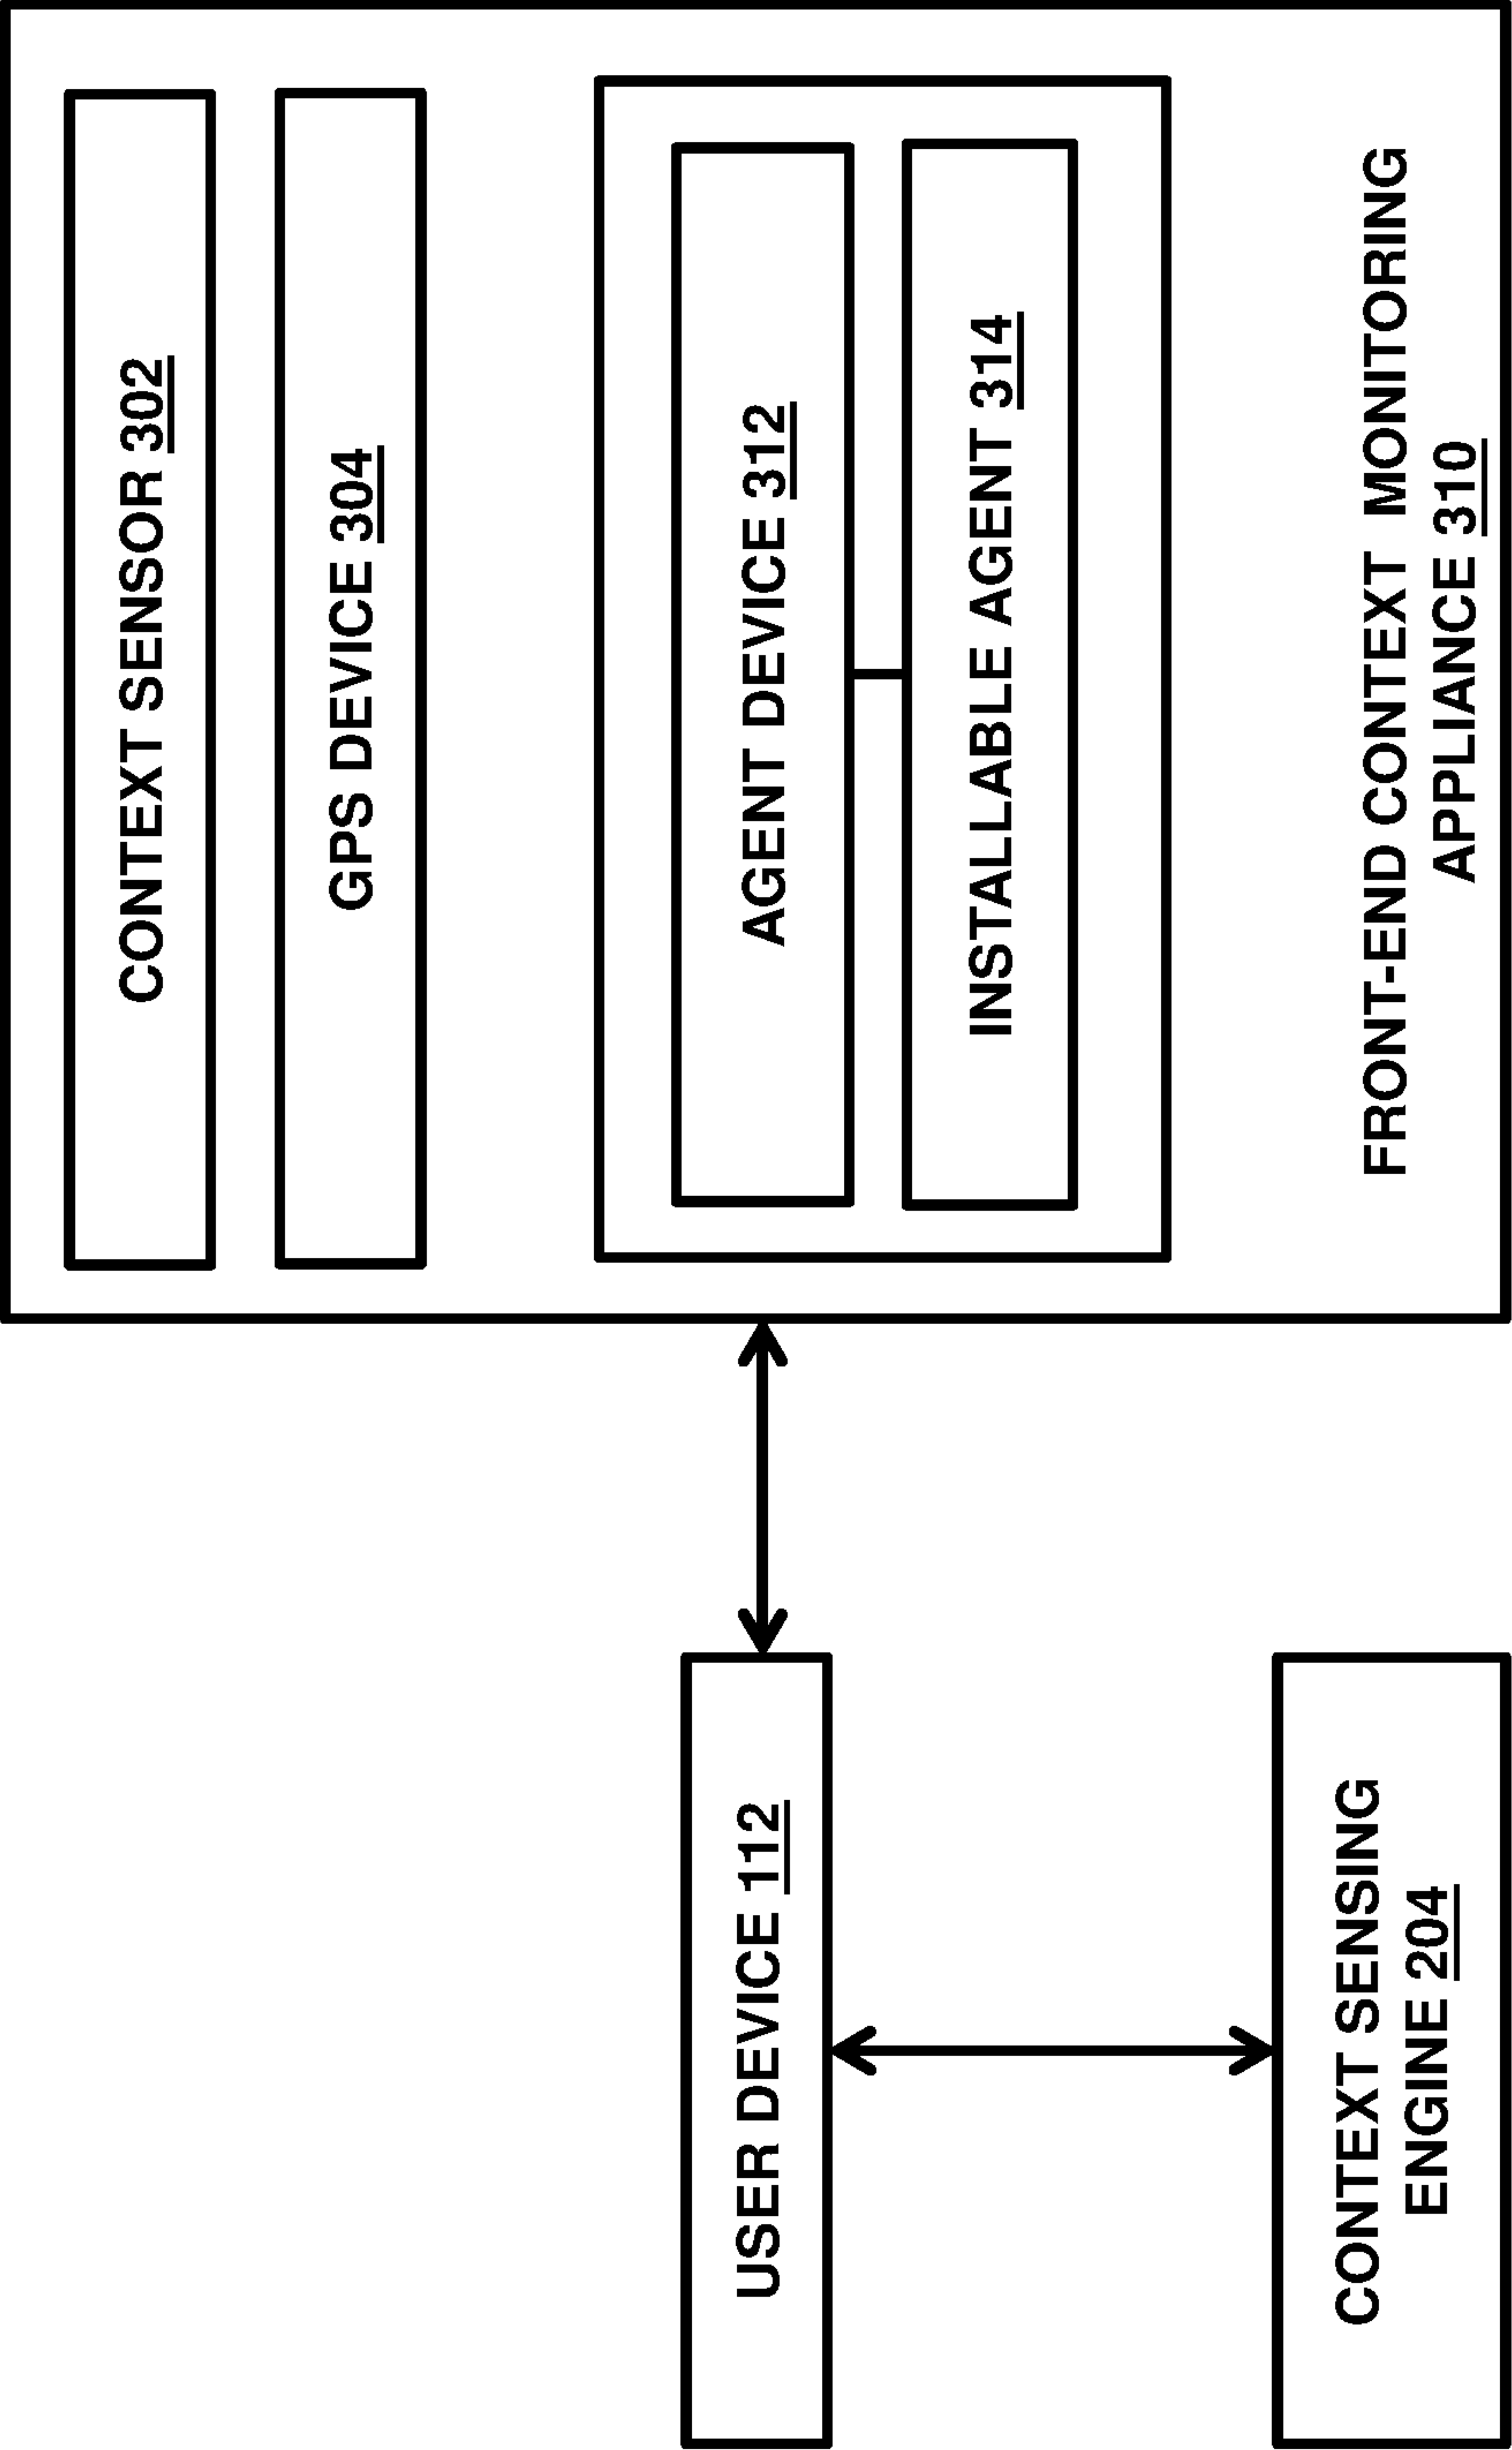 CONTEXT SENSOR 302
GPS DEVICE 304
AGENT DEVICE 312
INSTALLABLE AGENT 314
FRONT-END CONTEXT MONITORING
APPLIANCE 310
USER DEVICE 112
CONTEXT SENSING
ENGINE 204